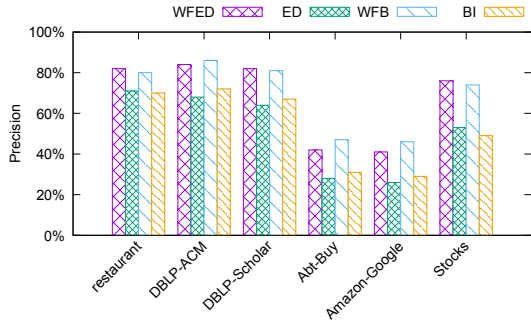 WFED ED WFB BI
100%
80%
60%
40%
20%
0%
Precision
restaurant
DBLP-ACM
DBLP-Scholar
Abt-Buy
Amazon-Google
Stocks